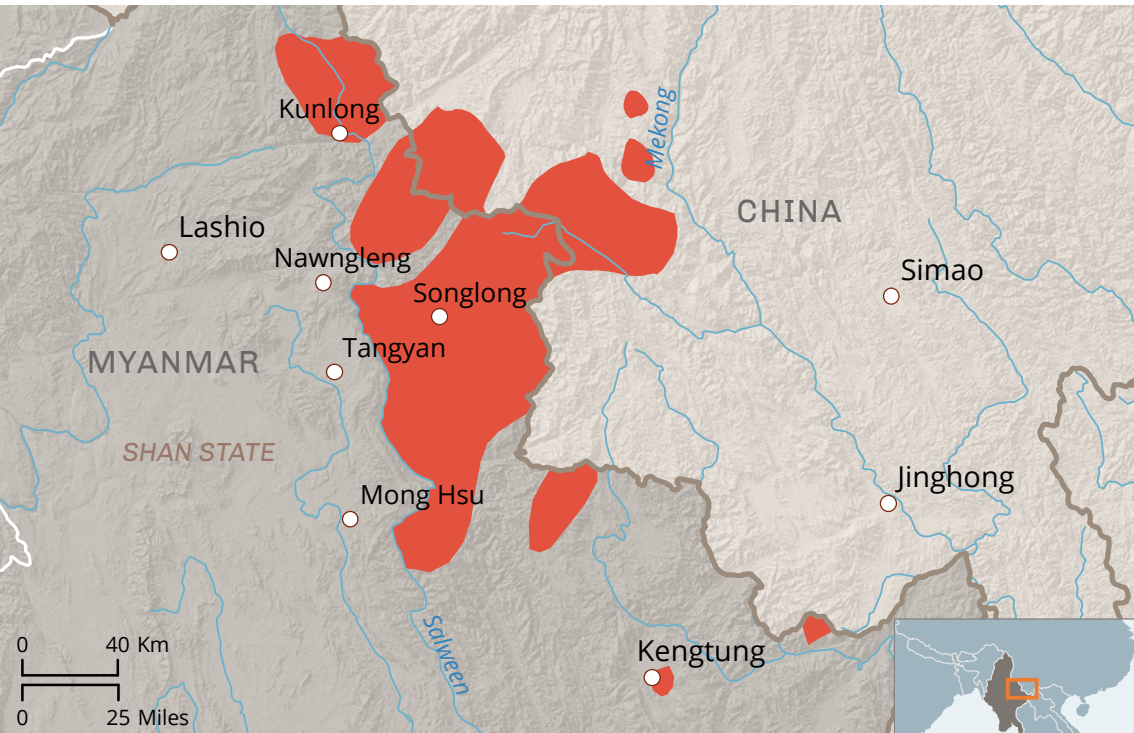 Kunlong
Mekong
Lashio
CHINA
Nawngleng
Simao
Songlong
Tangyan
MYANMAR
SHAN STATE
Jinghong
Mong Hsu
Salween
0 40 Km
Kengtung
0 25 Miles